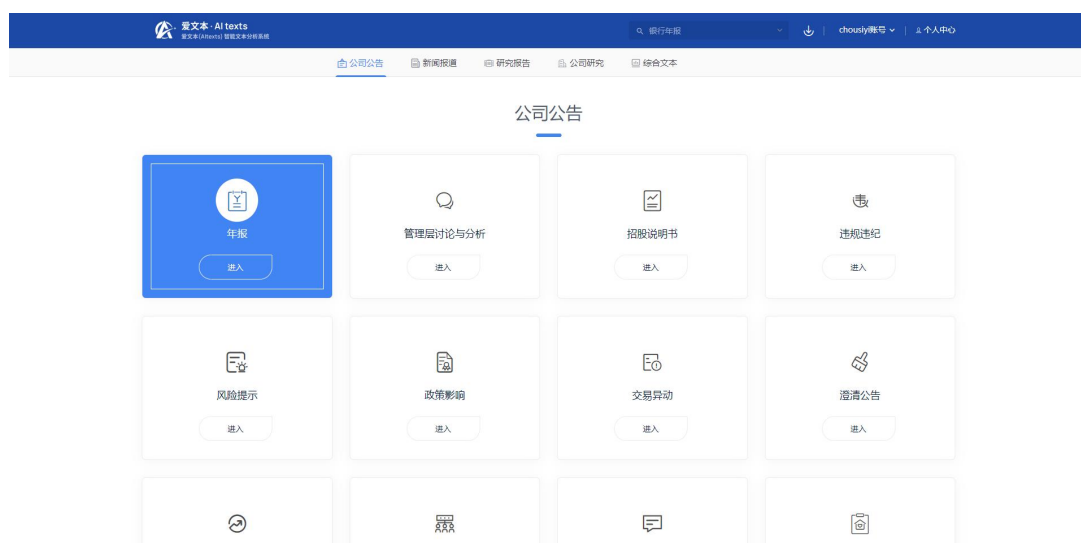 爱文本 · AI texts
爱文本(AItexts) 智能文本分析系统
银行年报
chouslyi账号
个人中心
公司公告
新闻报道
研究报告
公司研究
综合文本
公司公告
年报
进入
管理层讨论与分析
进入
招股说明书
进入
违规违纪
进入
风险提示
进入
政策影响
进入
交易异动
进入
澄清公告
进入